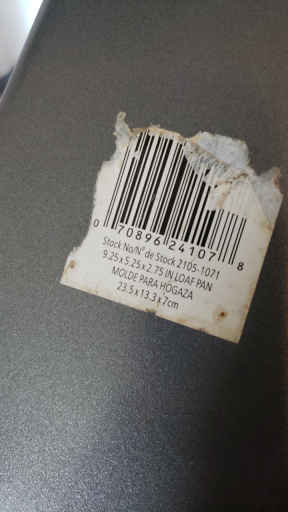 0 70896 24107 8
Stock No/Nº de Stock 2105-1071
9.25 x 5.25 x 2.75 IN LOAF PAN
MOLDE PARA HOGAZA
23.5 x 13.3 x 7cm